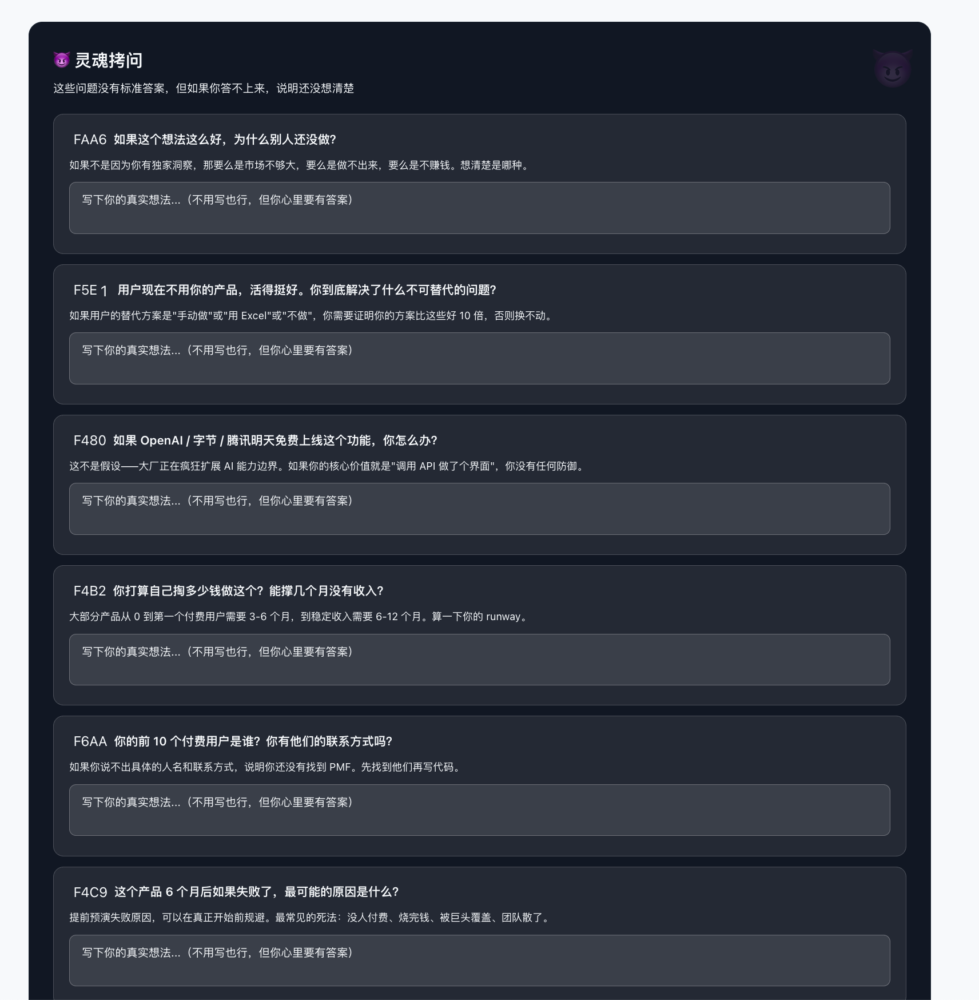 😈 灵魂拷问
这些问题没有标准答案，但如果你答不上来，说明还没想清楚
FAA6 如果这个想法这么好，为什么别人还没做？
如果不是因为你有独家洞察，那要么是市场不够大，要么是做不出来，要么是不赚钱。想清楚是哪种。
写下你的真实想法...（不用写也行，但你心里要有答案）
F5E 1 用户现在不用你的产品，活得挺好。你到底解决了什么不可替代的问题？
如果用户的替代方案是"手动做"或"用 Excel"或"不做"，你需要证明你的方案比这些好 10 倍，否则换不动。
写下你的真实想法...（不用写也行，但你心里要有答案）
F480 如果 OpenAI / 字节 / 腾讯明天免费上线这个功能，你怎么办？
这不是假设——大厂正在疯狂扩展 AI 能力边界。如果你的核心价值就是"调用 API 做了个界面"，你没有任何防御。
写下你的真实想法...（不用写也行，但你心里要有答案）
F4B2 你打算自己掏多少钱做这个？能撑几个月没有收入？
大部分产品从 0 到第一个付费用户需要 3-6 个月，到稳定收入需要 6-12 个月。算一下你的 runway。
写下你的真实想法...（不用写也行，但你心里要有答案）
F6AA 你的前 10 个付费用户是谁？你有他们的联系方式吗？
如果你说不出具体的人名和联系方式，说明你还没有找到 PMF。先找到他们再写代码。
写下你的真实想法...（不用写也行，但你心里要有答案）
F4C9 这个产品 6 个月后如果失败了，最可能的原因是什么？
提前预演失败原因，可以在真正开始前规避。最常见的死法：没人付费、烧完钱、被巨头覆盖、团队散了。
写下你的真实想法...（不用写也行，但你心里要有答案）